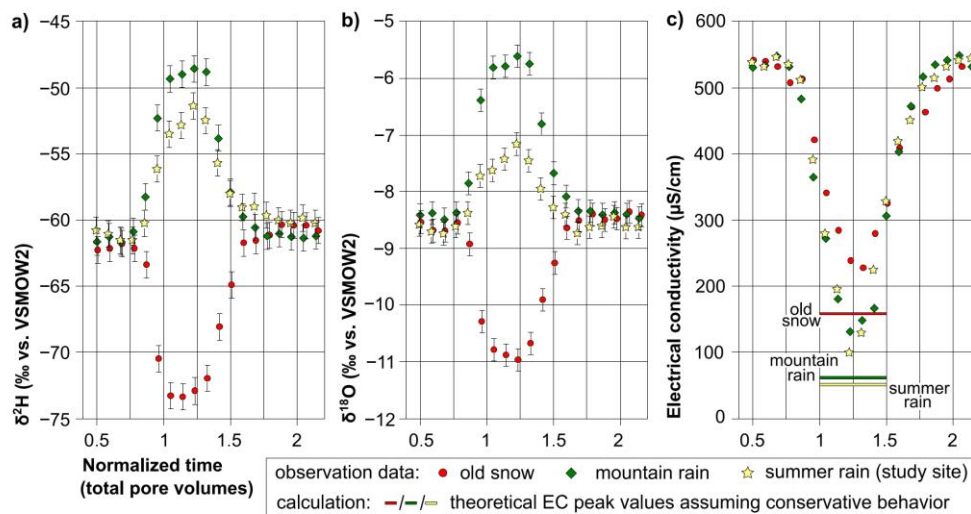 a)
δ²H (‰ vs. VSMOW2)
−45
−50
−55
−60
−65
−70
−75
0.5
1
1.5
2
Normalized time
(total pore volumes)
b)
δ¹⁸O (‰ vs. VSMOW2)
−5
−6
−7
−8
−9
−10
−11
−12
0.5
1
1.5
2
c)
Electrical conductivity (µS/cm)
600
500
400
300
200
100
0
0.5
1
1.5
2
old
snow
mountain
rain
summer
rain
observation data: old snow mountain rain summer rain (study site)
calculation: / / theoretical EC peak values assuming conservative behavior